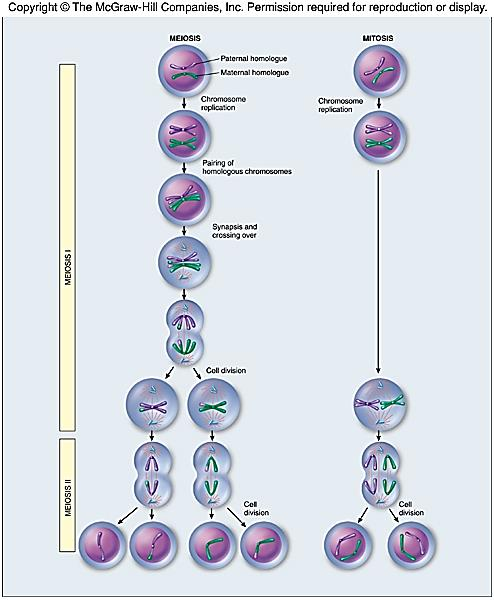 Copyright © The McGraw-Hill Companies, Inc. Permission required for reproduction or display.
MEIOSIS
MITOSIS
Paternal homologue
Maternal homologue
Chromosome
replication
Chromosome
replication
Pairing of
homologous chromosomes
Synapsis and
crossing over
MEIOSIS I
Cell division
MEIOSIS II
Cell
division
Cell
division